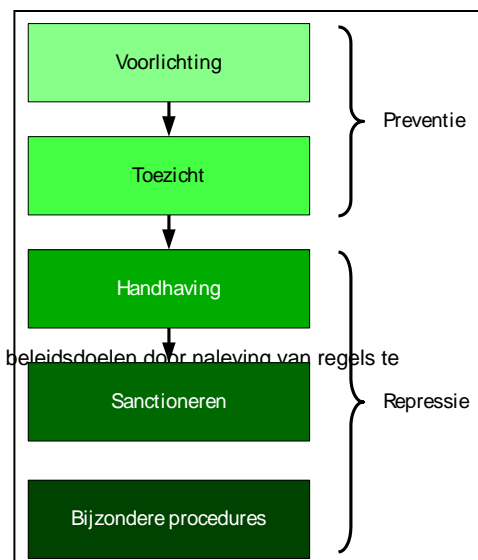 Voorlichting
Preventie
Toezicht
Handhaving
beleidsdoelen door naleving van regels te
Sanctioneren
Repressie
Bijzondere procedures